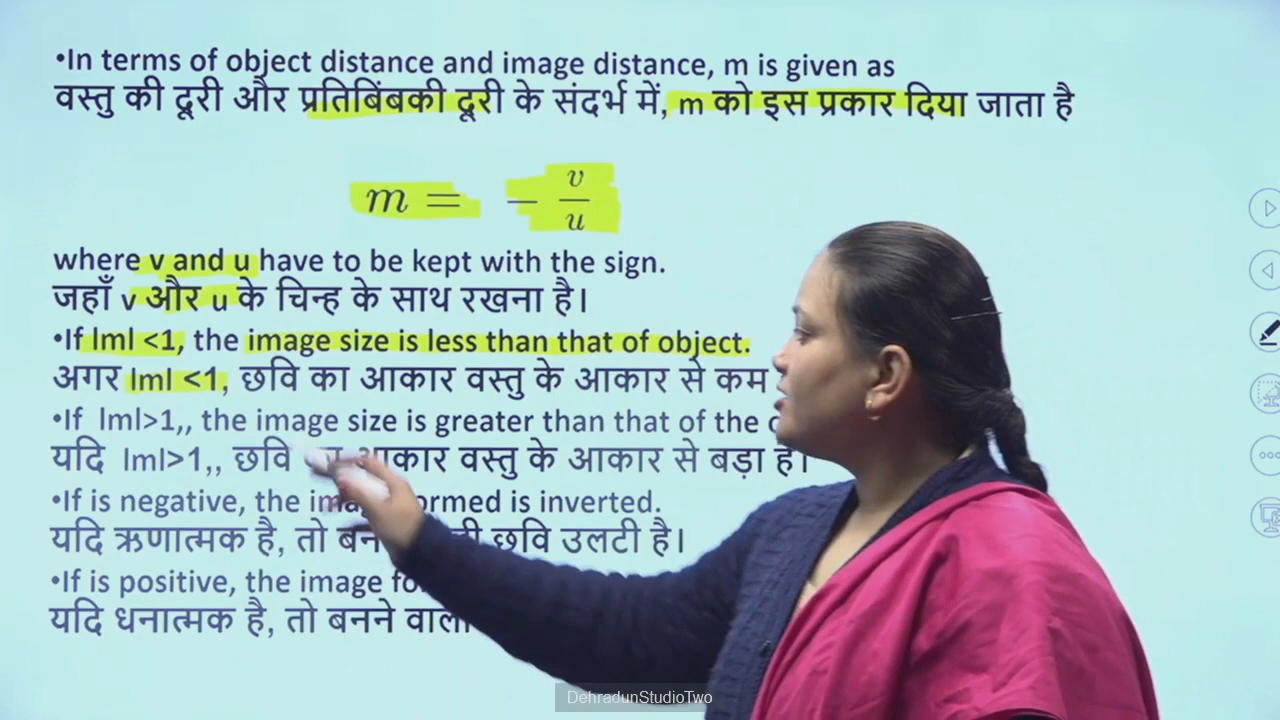 •In terms of object distance and image distance, m is given as
वस्तु की दूरी और प्रतिबिंबकी दूरी के संदर्भ में, m को इस प्रकार दिया जाता है
m = − v/u
where v and u have to be kept with the sign.
जहाँ v और u के चिन्ह के साथ रखना है।
•If lml <1, the image size is less than that of object.
अगर lml <1, छवि का आकार वस्तु के आकार से कम
•If lml>1,, the image size is greater than that of the
यदि lml>1,, छवि आकार वस्तु के आकार से बड़ा है।
•If is negative, the is inverted.
यदि ऋणात्मक है, तो छवि उलटी है।
•If is positive, the image
यदि धनात्मक है, तो बनने
DehradunStudioTwo